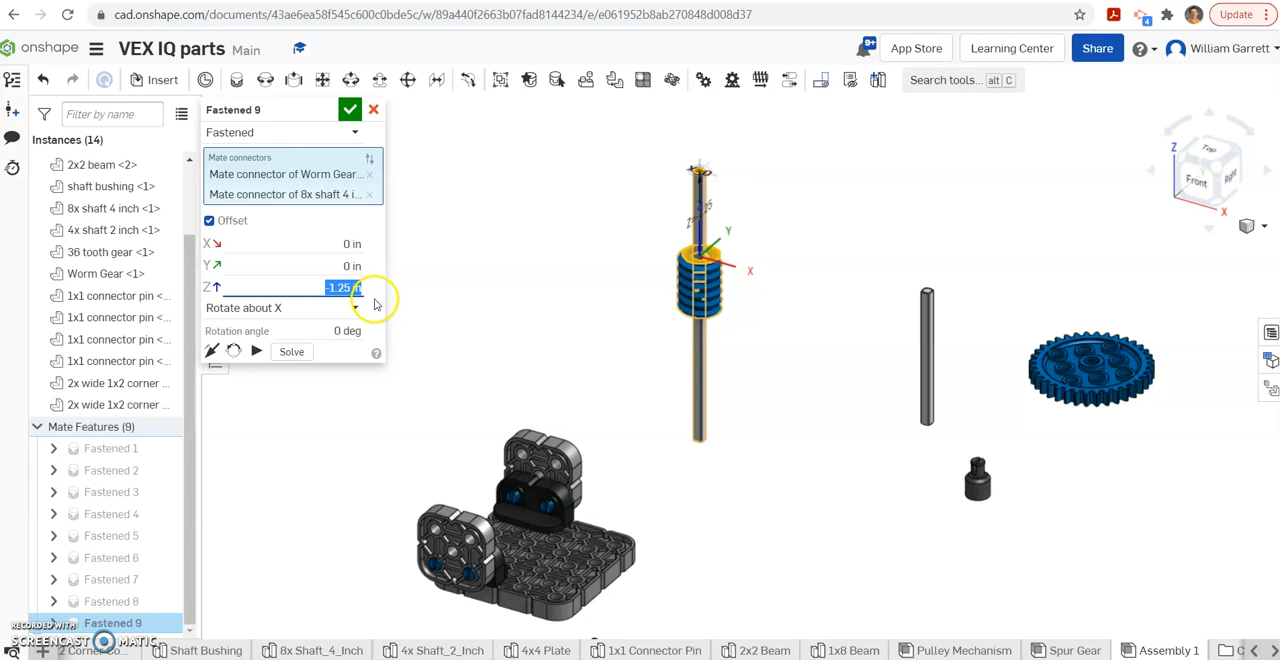 cad.onshape.com/documents/43ae6ea58f545c600c0bde5c/w/09a440f2663b07fad8144234/e/e061952b8ab270848d008d37
4
Update
onshape
VEX IQ parts Main
9+
App Store
Learning Center
Share
William Garrett
Insert
Search tools... alt C
Filter by name
Instances (14)
2x2 beam <2>
shaft bushing <1>
8x shaft 4 inch <1>
4x shaft 2 inch <1>
36 tooth gear <1>
Worm Gear <1>
1x1 connector pin <...
1x1 connector pin <...
1x1 connector pin <...
1x1 connector pin <...
2x wide 1x2 corner ...
2x wide 1x2 corner ...
Mate Features (9)
Fastened 1
Fastened 2
Fastened 3
Fastened 4
Fastened 5
Fastened 6
Fastened 7
Fastened 8
Fastened 9
Fastened 9
Fastened
Mate connectors
Mate connector of Worm Gear...
Mate connector of 8x shaft 4 i...
Offset
X 0 in
Y 0 in
Z -1.25 in
Rotate about X
Rotation angle 0 deg
Solve
Y
X
Z
Top
Front
Right
X
RECORDED WITH
SCREENCAST MATIC
Shaft Bushing
8x Shaft_4_Inch
4x Shaft_2_Inch
4x4 Plate
1x1 Connector Pin
2x2 Beam
1x8 Beam
Pulley Mechanism
Spur Gear
Assembly 1